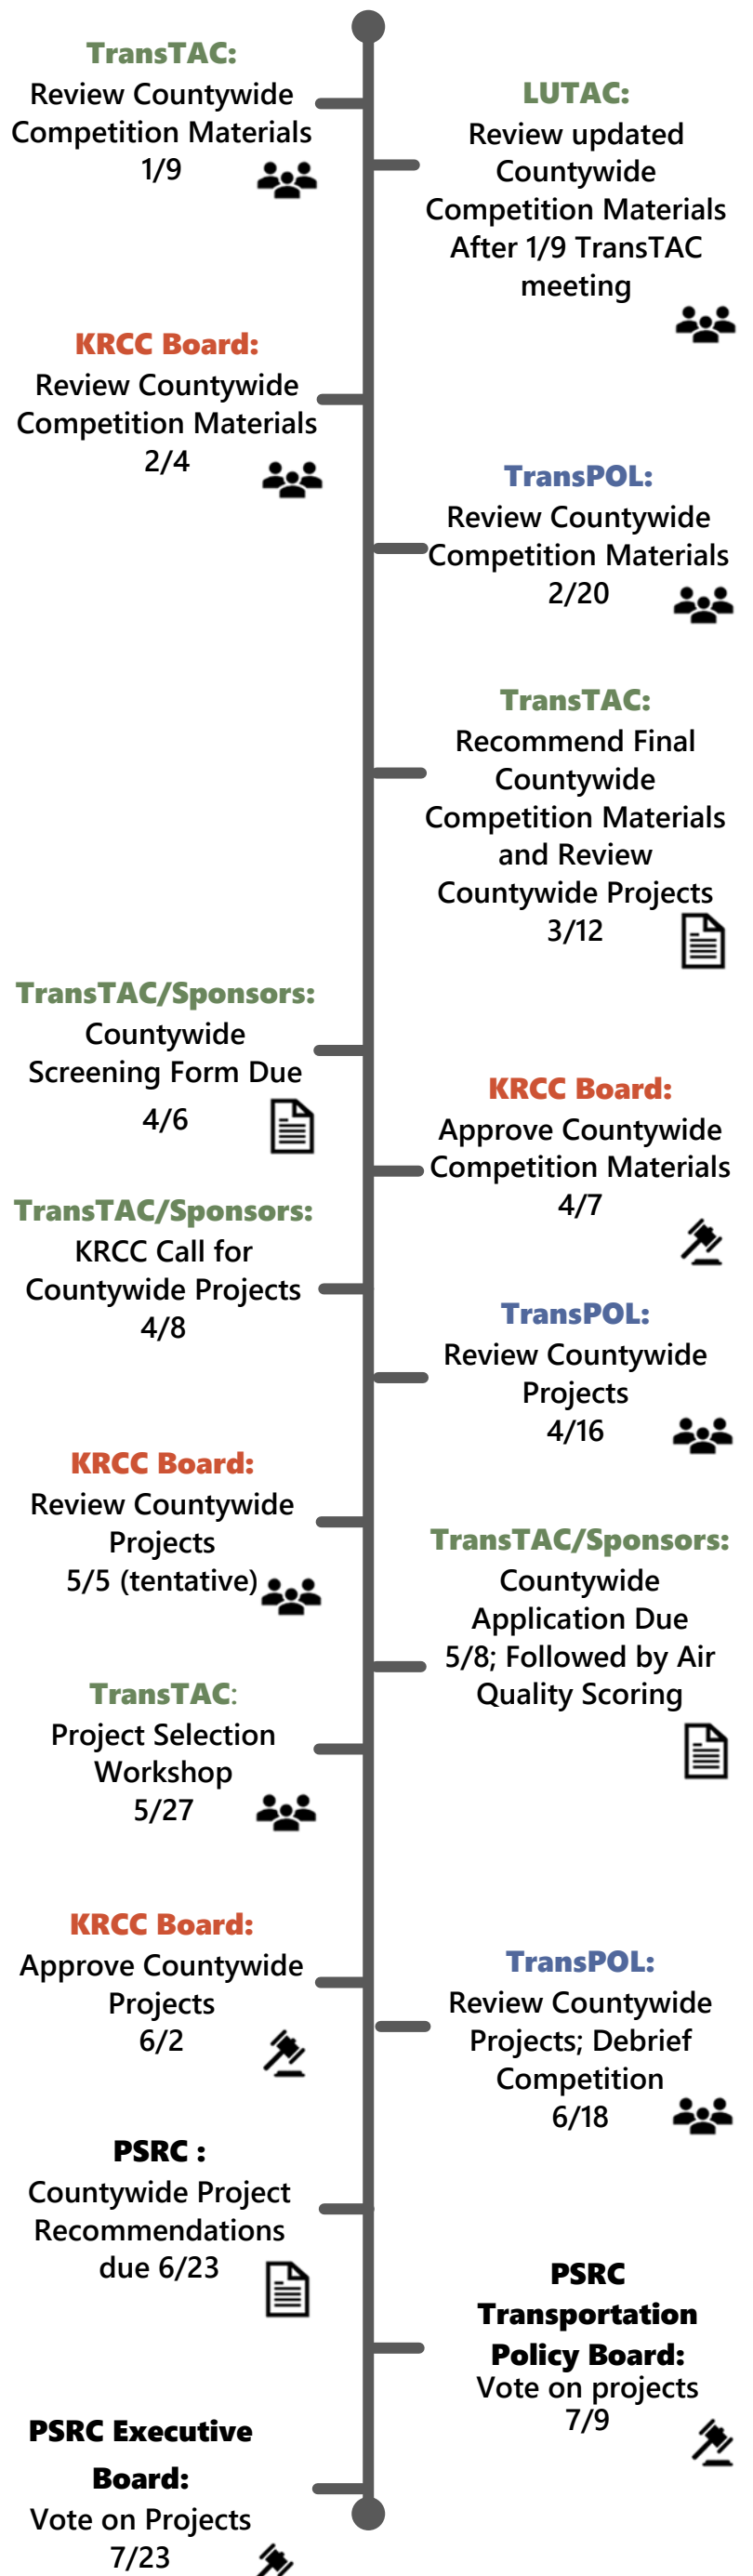 TransTAC:
Review Countywide
Competition Materials
1/9
LUTAC:
Review updated
Countywide
Competition Materials
After 1/9 TransTAC
meeting
KRCC Board:
Review Countywide
Competition Materials
2/4
TransPOL:
Review Countywide
Competition Materials
2/20
TransTAC:
Recommend Final
Countywide
Competition Materials
and Review
Countywide Projects
3/12
TransTAC/Sponsors:
Countywide
Screening Form Due
4/6
KRCC Board:
Approve Countywide
Competition Materials
4/7
TransTAC/Sponsors:
KRCC Call for
Countywide Projects
4/8
TransPOL:
Review Countywide
Projects
4/16
KRCC Board:
Review Countywide
Projects
5/5 (tentative)
TransTAC/Sponsors:
Countywide
Application Due
5/8; Followed by Air
Quality Scoring
TransTAC:
Project Selection
Workshop
5/27
KRCC Board:
Approve Countywide
Projects
6/2
TransPOL:
Review Countywide
Projects; Debrief
Competition
6/18
PSRC :
Countywide Project
Recommendations
due 6/23
PSRC
Transportation
Policy Board:
Vote on projects
7/9
PSRC Executive
Board:
Vote on Projects
7/23